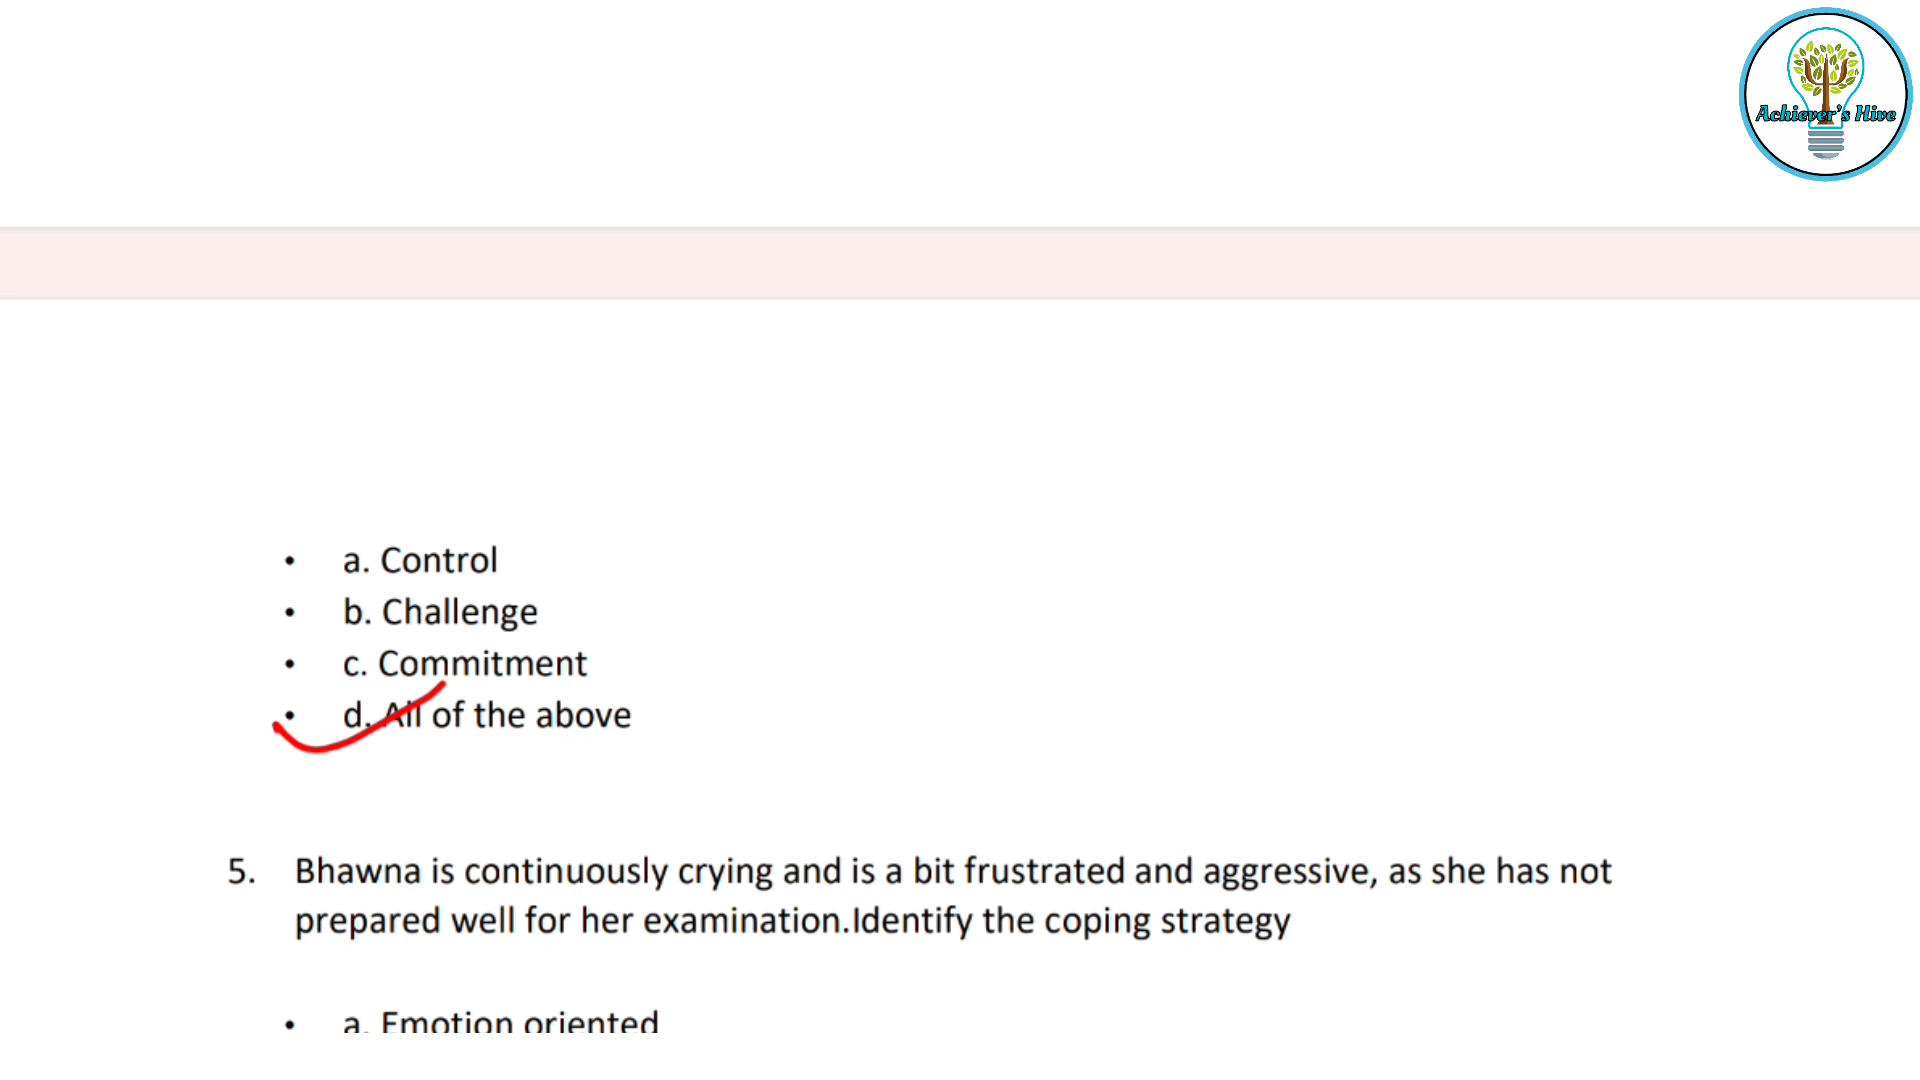 Achiever's Hive
• a. Control
• b. Challenge
• c. Commitment
• d. All of the above
5. Bhawna is continuously crying and is a bit frustrated and aggressive, as she has not
prepared well for her examination.Identify the coping strategy
• a. Emotion oriented